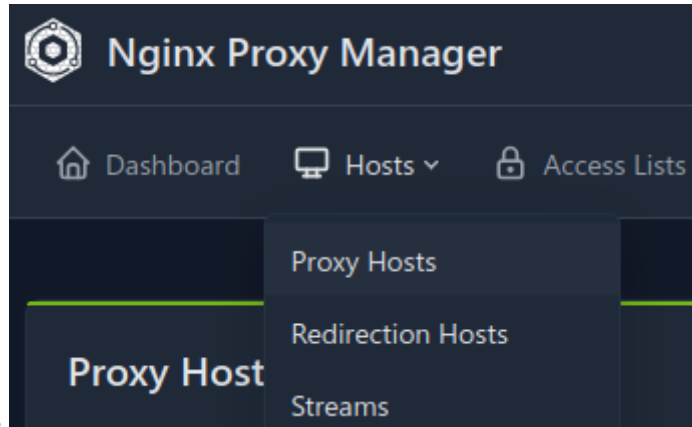 Nginx Proxy Manager
Dashboard Hosts Access Lists
Proxy Hosts
Redirection Hosts
Proxy Host
Streams